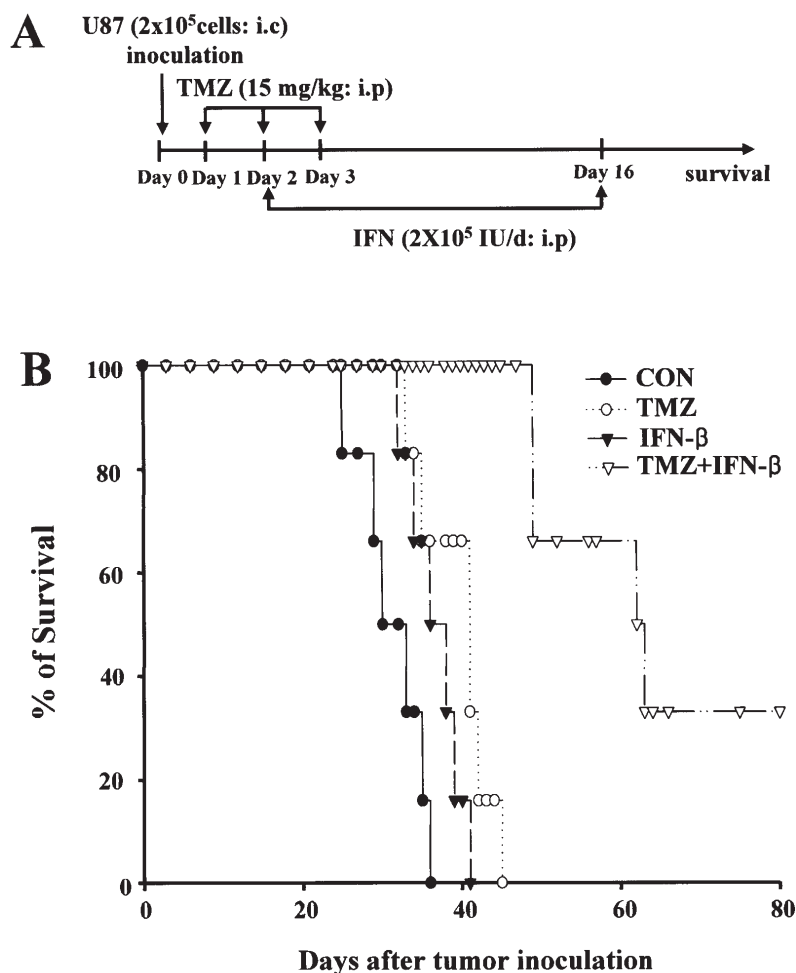 A
U87 (2x10⁵cells: i.c)
inoculation
TMZ (15 mg/kg: i.p)
Day 0 Day 1 Day 2 Day 3 Day 16 survival
IFN (2X10⁵ IU/d: i.p)
B
100
80
60
40
20
0
% of Survival
CON
TMZ
IFN-β
TMZ+IFN-β
0 20 40 60 80
Days after tumor inoculation